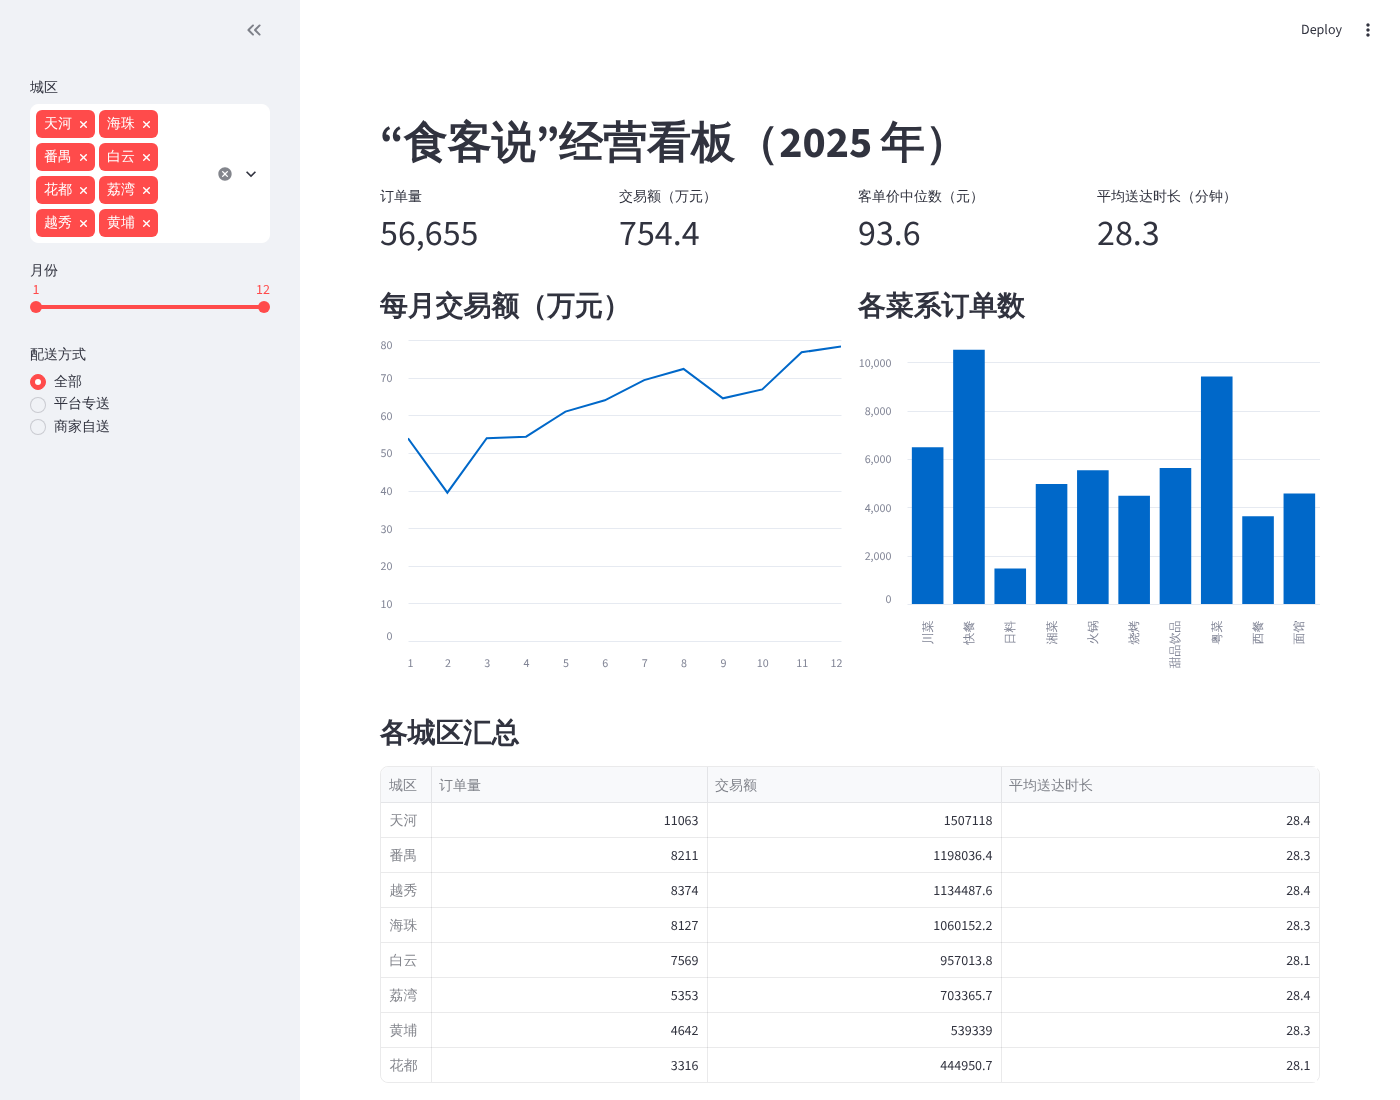 Deploy
城区
天河 海珠
番禺 白云
花都 荔湾
越秀 黄埔
月份
1 12
配送方式
全部
平台专送
商家自送
“食客说”经营看板（2025 年）
订单量 交易额（万元） 客单价中位数（元） 平均送达时长（分钟）
56,655 754.4 93.6 28.3
每月交易额（万元）
80
70
60
50
40
30
20
10
0
1 2 3 4 5 6 7 8 9 10 11 12
各菜系订单数
10,000
8,000
6,000
4,000
2,000
0
川菜 快餐 日料 湘菜 火锅 烧烤 甜品饮品 粤菜 西餐 面馆
各城区汇总
城区 订单量 交易额 平均送达时长
天河 11063 1507118 28.4
番禺 8211 1198036.4 28.3
越秀 8374 1134487.6 28.4
海珠 8127 1060152.2 28.3
白云 7569 957013.8 28.1
荔湾 5353 703365.7 28.4
黄埔 4642 539339 28.3
花都 3316 444950.7 28.1